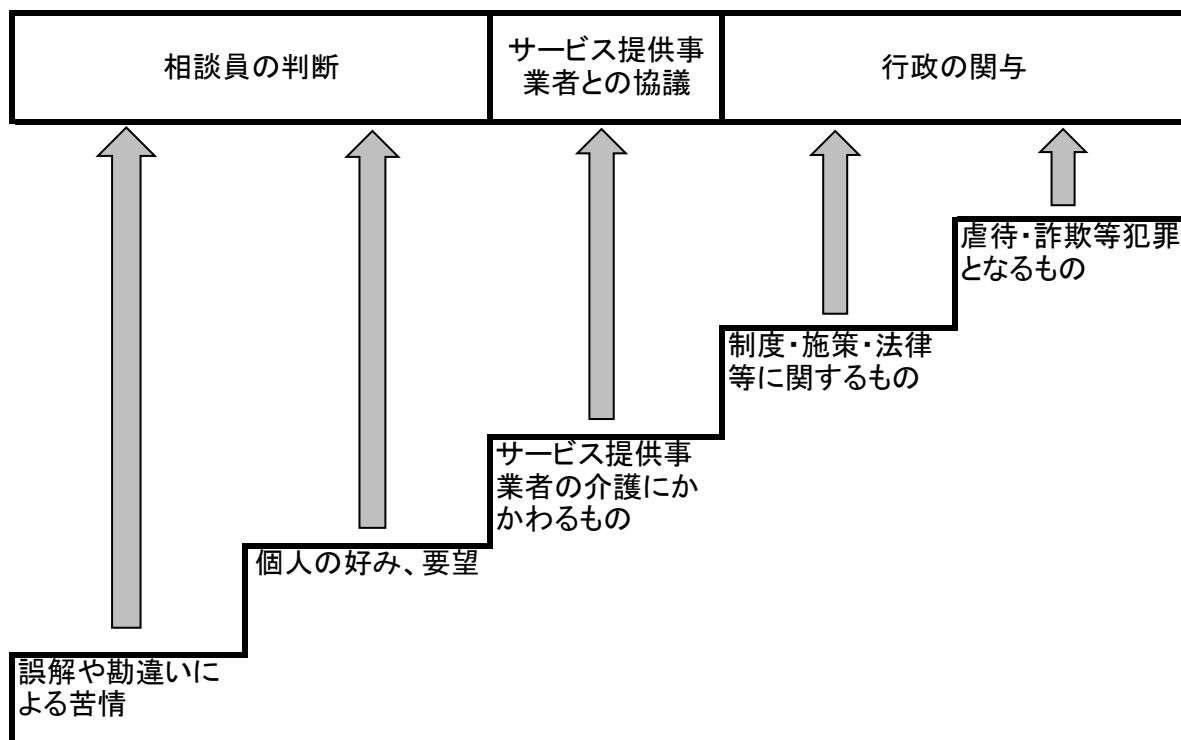 相談員の判断
サービス提供事
業者との協議
行政の関与
虐待・詐欺等犯罪
となるもの
制度・施策・法律
等に関するもの
サービス提供事
業者の介護にか
かわるもの
個人の好み、要望
誤解や勘違いに
よる苦情